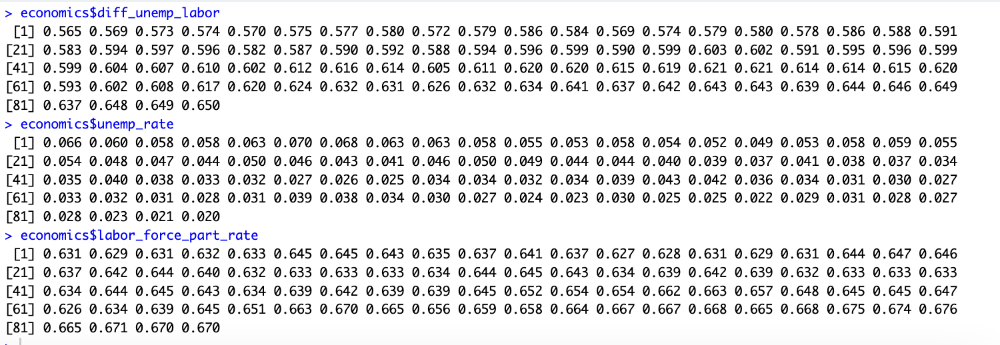 > economics$diff_unemp_labor
 [1] 0.565 0.569 0.573 0.574 0.570 0.575 0.577 0.580 0.572 0.579 0.586 0.584 0.569 0.574 0.579 0.580 0.578 0.586 0.588 0.591
[21] 0.583 0.594 0.597 0.596 0.582 0.587 0.590 0.592 0.588 0.594 0.596 0.599 0.590 0.599 0.603 0.602 0.591 0.595 0.596 0.599
[41] 0.599 0.604 0.607 0.610 0.602 0.612 0.616 0.614 0.605 0.611 0.620 0.620 0.615 0.619 0.621 0.621 0.614 0.614 0.615 0.620
[61] 0.593 0.602 0.608 0.617 0.620 0.624 0.632 0.631 0.626 0.632 0.634 0.641 0.637 0.642 0.643 0.643 0.639 0.644 0.646 0.649
[81] 0.637 0.648 0.649 0.650
> economics$unemp_rate
 [1] 0.066 0.060 0.058 0.058 0.063 0.070 0.068 0.063 0.063 0.058 0.055 0.053 0.058 0.054 0.052 0.049 0.053 0.058 0.059 0.055
[21] 0.054 0.048 0.047 0.044 0.050 0.046 0.043 0.041 0.046 0.050 0.049 0.044 0.044 0.040 0.039 0.037 0.041 0.038 0.037 0.034
[41] 0.035 0.040 0.038 0.033 0.032 0.027 0.026 0.025 0.034 0.034 0.032 0.034 0.039 0.043 0.042 0.036 0.034 0.031 0.030 0.027
[61] 0.033 0.032 0.031 0.028 0.031 0.039 0.038 0.034 0.030 0.027 0.024 0.023 0.030 0.025 0.025 0.022 0.029 0.031 0.028 0.027
[81] 0.028 0.023 0.021 0.020
> economics$labor_force_part_rate
 [1] 0.631 0.629 0.631 0.632 0.633 0.645 0.645 0.643 0.635 0.637 0.641 0.637 0.627 0.628 0.631 0.629 0.631 0.644 0.647 0.646
[21] 0.637 0.642 0.644 0.640 0.632 0.633 0.633 0.633 0.634 0.644 0.645 0.643 0.634 0.639 0.642 0.639 0.632 0.633 0.633 0.633
[41] 0.634 0.644 0.645 0.643 0.634 0.639 0.642 0.639 0.639 0.645 0.652 0.654 0.654 0.662 0.663 0.657 0.648 0.645 0.645 0.647
[61] 0.626 0.634 0.639 0.645 0.651 0.663 0.670 0.665 0.656 0.659 0.658 0.664 0.667 0.667 0.668 0.665 0.668 0.675 0.674 0.676
[81] 0.665 0.671 0.670 0.670